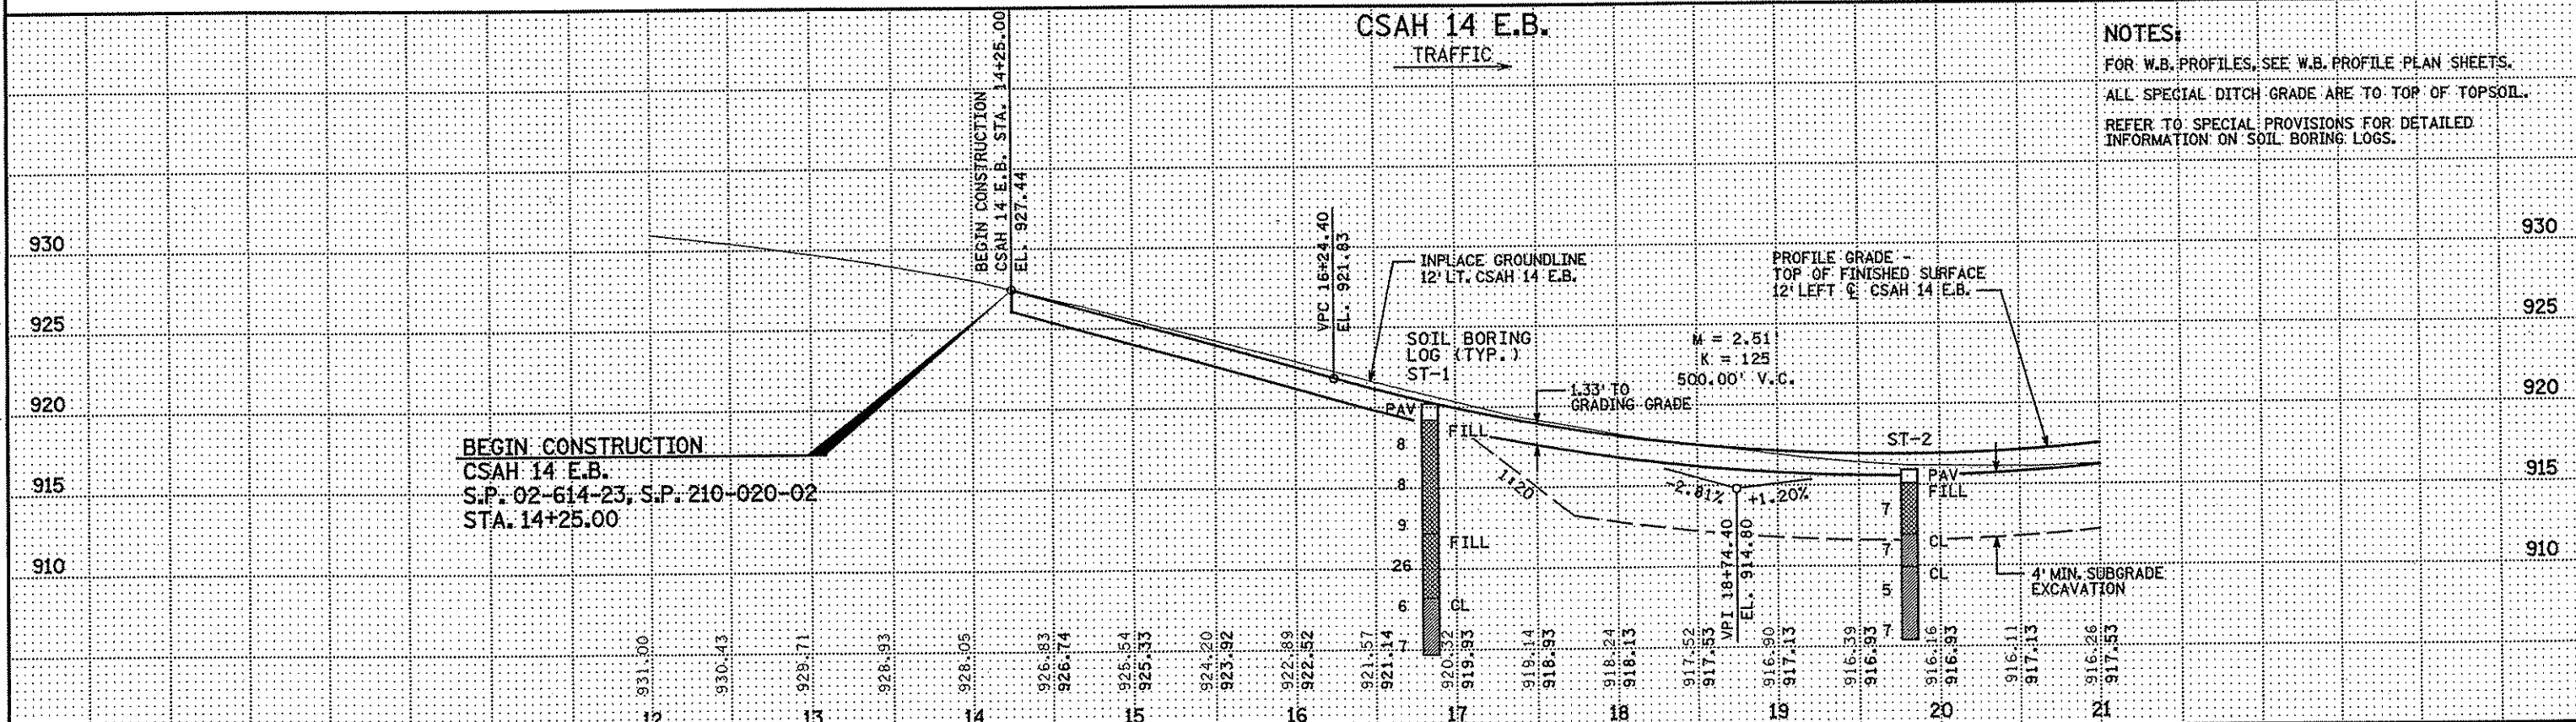 CSAH 14 E.B.
TRAFFIC
NOTES:
FOR W.B. PROFILES, SEE W.B. PROFILE PLAN SHEETS.
ALL SPECIAL DITCH GRADE ARE TO TOP OF TOPSOIL.
REFER TO SPECIAL PROVISIONS FOR DETAILED
INFORMATION ON SOIL BORING LOGS.
BEGIN CONSTRUCTION
CSAH 14 E.B. STA. 14+25.00
EL. 927.44
930
925
920
915
910
930
925
920
915
910
VPC 16+24.40
EL. 921.83
INPLACE GROUNDLINE
12' LT. CSAH 14 E.B.
PROFILE GRADE -
TOP OF FINISHED SURFACE
12' LEFT ℄ CSAH 14 E.B.
SOIL BORING
LOG (TYP.)
ST-1
M = 2.51'
K = 125
500.00' V.C.
1.33' TO
GRADING GRADE
PAV
FILL
8
8
9
FILL
26
6
CL
7
1:20
BEGIN CONSTRUCTION
CSAH 14 E.B.
S.P. 02-614-23, S.P. 210-020-02
STA. 14+25.00
-2.81%
+1.20%
VPI 18+74.40
EL. 914.80
ST-2
PAV
FILL
7
7
CL
CL
5
7
4' MIN. SUBGRADE
EXCAVATION
931.00
930.43
929.71
928.93
928.05
926.83
926.74
925.54
925.33
924.20
923.92
922.89
922.52
921.57
921.14
920.32
919.93
919.14
918.93
918.24
918.13
917.52
917.53
916.90
917.13
916.39
916.93
916.16
916.93
916.11
917.13
916.26
917.53
12
13
14
15
16
17
18
19
20
21